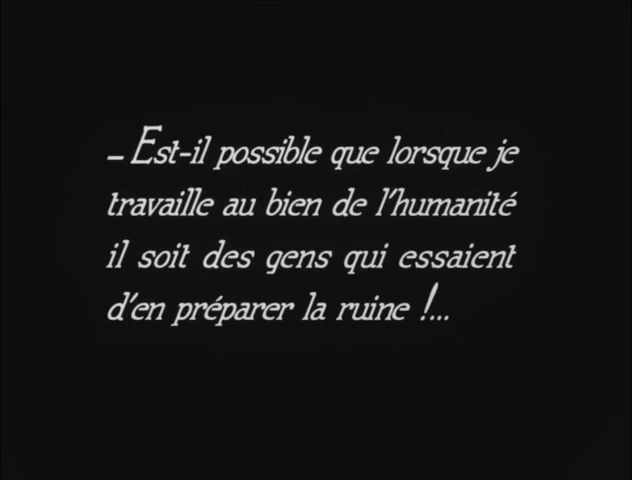 – Est-il possible que lorsque je
travaille au bien de l'humanité
il soit des gens qui essaient
d'en préparer la ruine !...